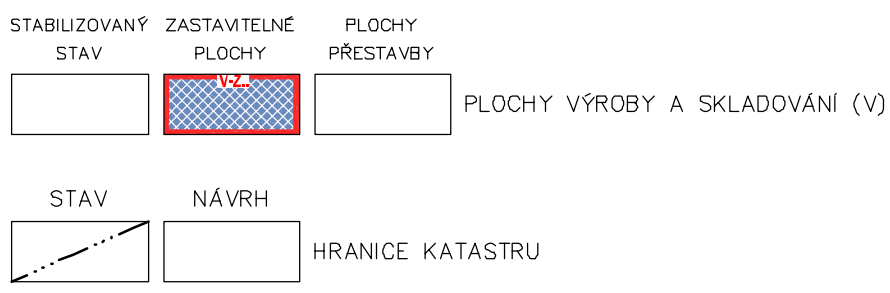 STABILIZOVANÝ ZASTAVITELNÉ PLOCHY
STAV PLOCHY PŘESTAVBY
V-Z..
PLOCHY VÝROBY A SKLADOVÁNÍ (V)
STAV NÁVRH
HRANICE KATASTRU